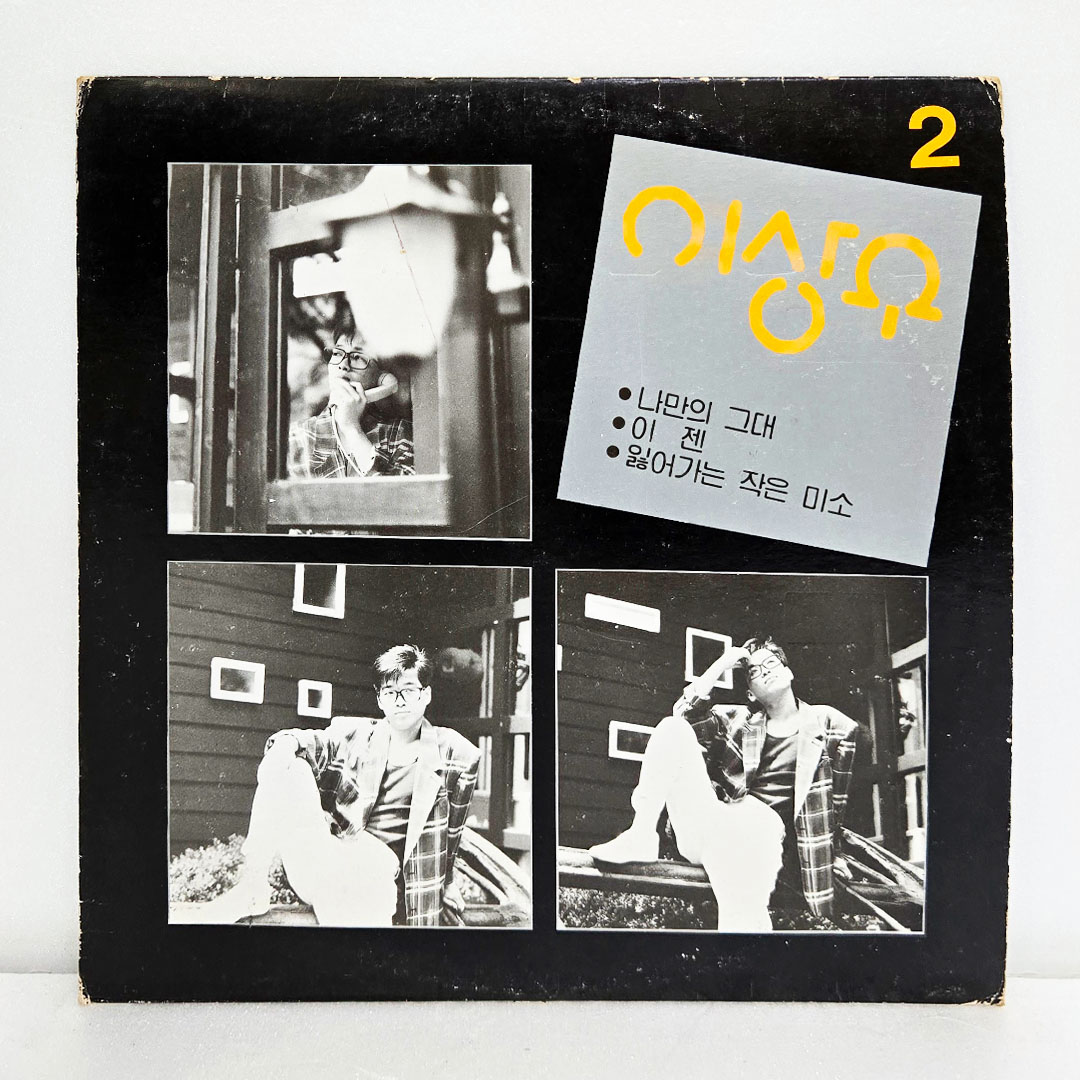 2
이상우
● 나만의 그대
● 이 젠
● 잃어가는 작은 미소